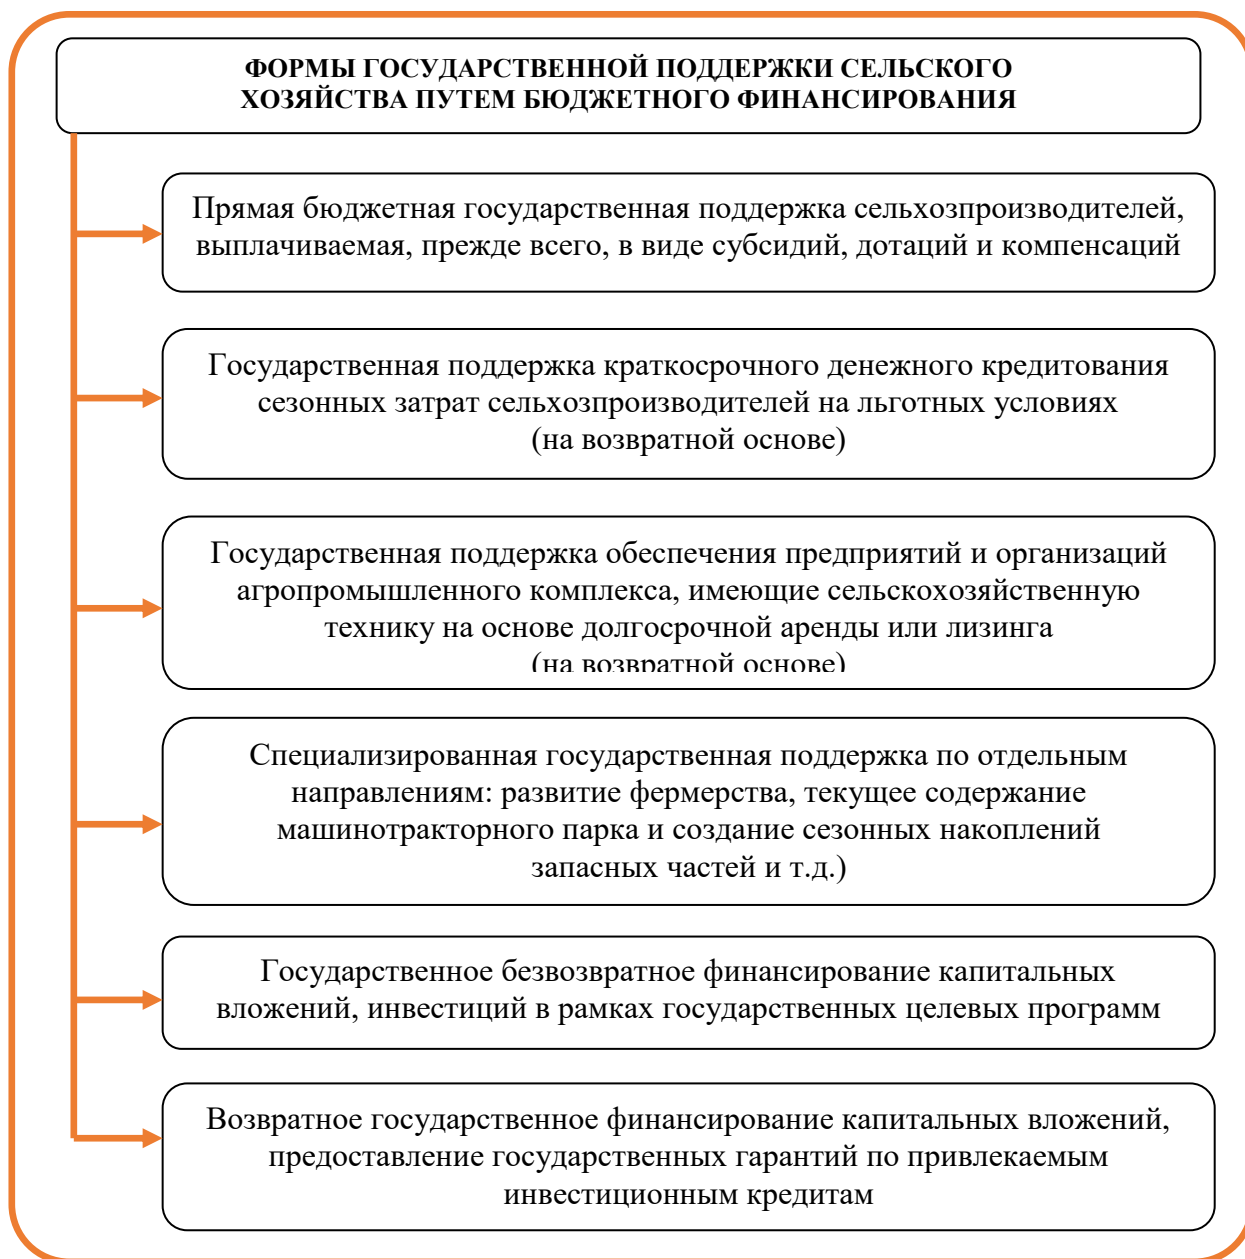 ФОРМЫ ГОСУДАРСТВЕННОЙ ПОДДЕРЖКИ СЕЛЬСКОГО
ХОЗЯЙСТВА ПУТЕМ БЮДЖЕТНОГО ФИНАНСИРОВАНИЯ
Прямая бюджетная государственная поддержка сельхозпроизводителей,
выплачиваемая, прежде всего, в виде субсидий, дотаций и компенсаций
Государственная поддержка краткосрочного денежного кредитования
сезонных затрат сельхозпроизводителей на льготных условиях
(на возвратной основе)
Государственная поддержка обеспечения предприятий и организаций
агропромышленного комплекса, имеющие сельскохозяйственную
технику на основе долгосрочной аренды или лизинга
(на возвратной основе)
Специализированная государственная поддержка по отдельным
направлениям: развитие фермерства, текущее содержание
машинотракторного парка и создание сезонных накоплений
запасных частей и т.д.)
Государственное безвозвратное финансирование капитальных
вложений, инвестиций в рамках государственных целевых программ
Возвратное государственное финансирование капитальных вложений,
предоставление государственных гарантий по привлекаемым
инвестиционным кредитам